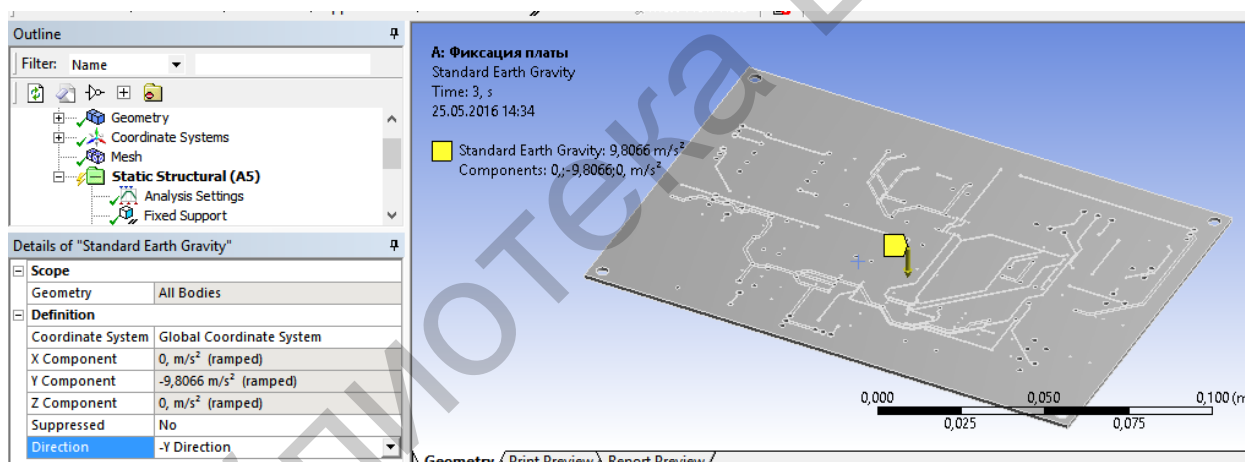 Outline
Filter: Name
Geometry
Coordinate Systems
Mesh
Static Structural (A5)
Analysis Settings
Fixed Support
Details of "Standard Earth Gravity"
Scope
Geometry All Bodies
Definition
Coordinate System Global Coordinate System
X Component 0, m/s² (ramped)
Y Component -9,8066 m/s² (ramped)
Z Component 0, m/s² (ramped)
Suppressed No
Direction -Y Direction
A: Фиксация платы
Standard Earth Gravity
Time: 3, s
25.05.2016 14:34
Standard Earth Gravity: 9,8066 m/s²
Components: 0,;-9,8066;0, m/s²
0,000 0,050 0,100 (m
0,025 0,075
Geometry Print Preview Report Preview